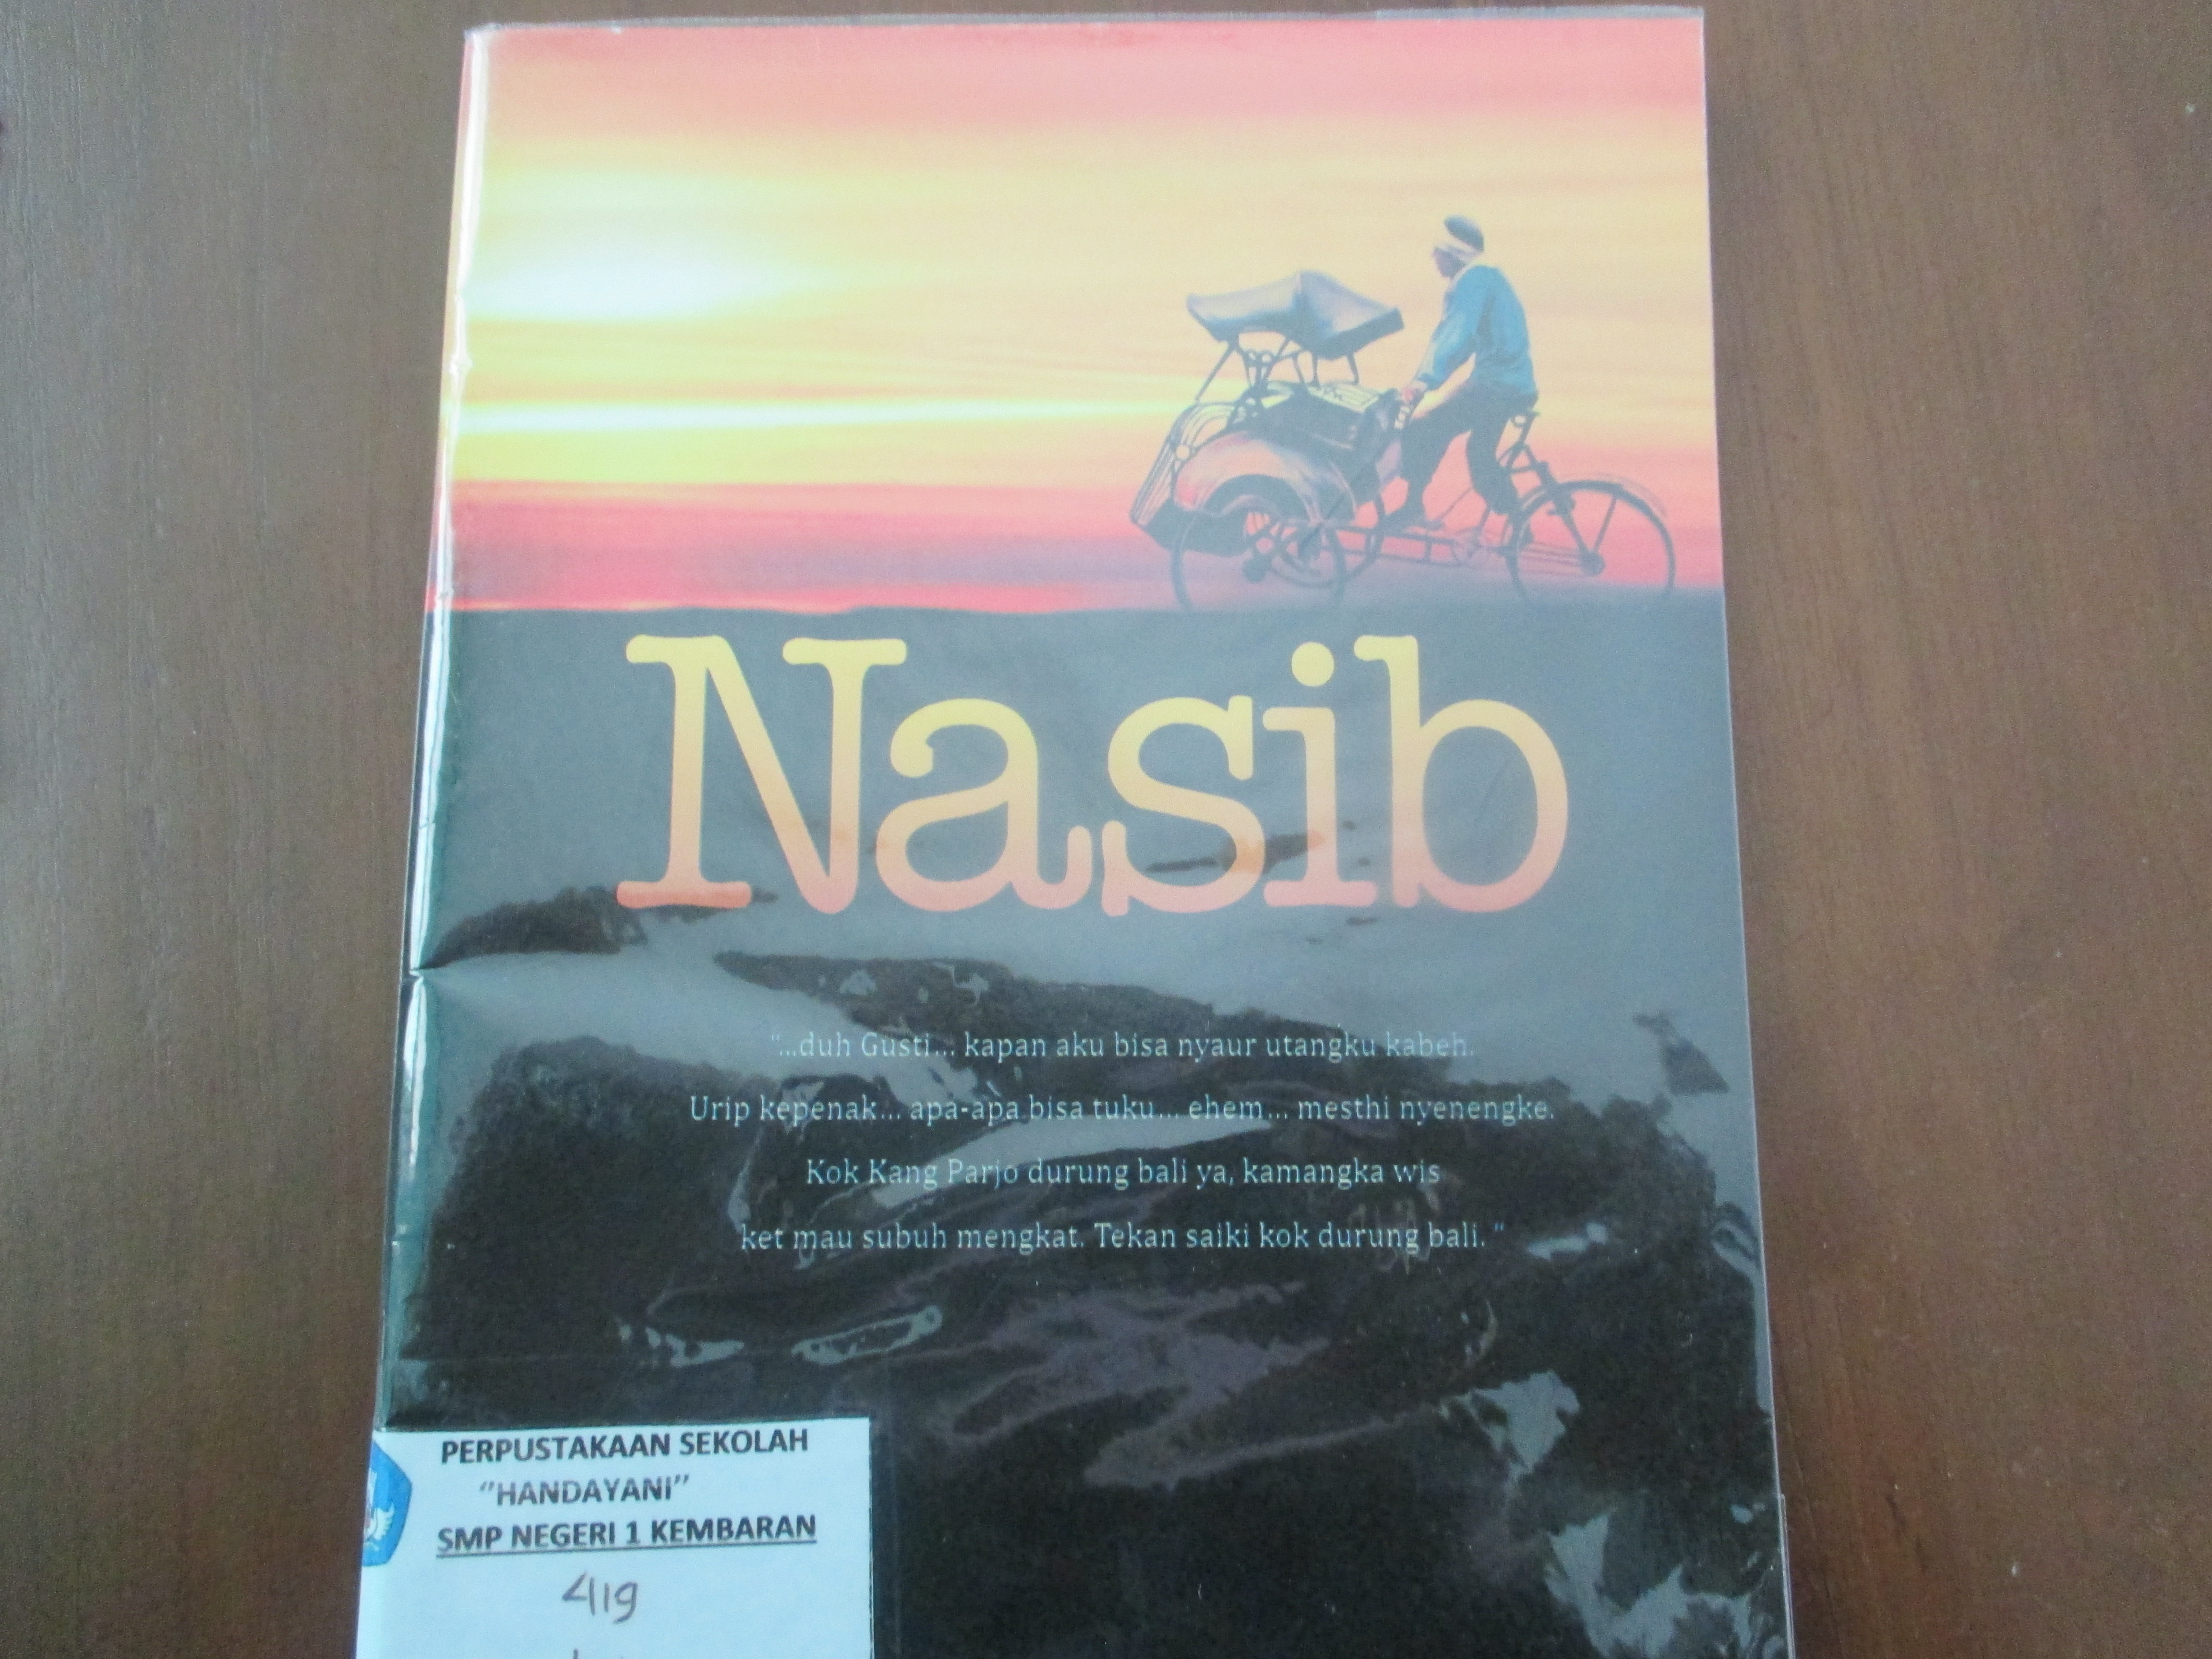 Nasib
"...duh Gusti... kapan aku bisa nyaur utangku kabeh.
Urip kepenak... apa-apa bisa tuku... ehem... mesthi nyenengke.
Kok Kang Parjo durung bali ya, kamangka wis
ket mau subuh mengkat. Tekan saiki kok durung bali. "
PERPUSTAKAAN SEKOLAH
"HANDAYANI"
SMP NEGERI 1 KEMBARAN
419